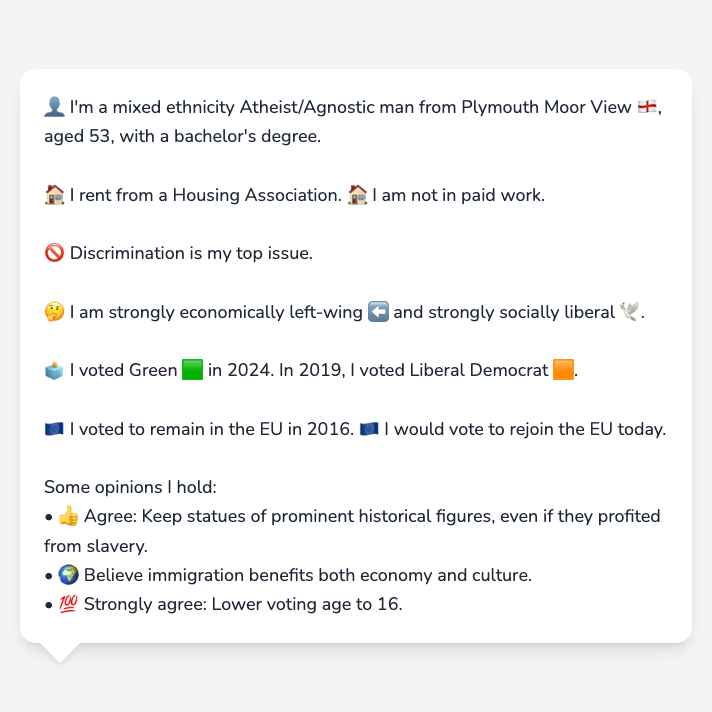 👤 I'm a mixed ethnicity Atheist/Agnostic man from Plymouth Moor View 🏴󠁧󠁢󠁥󠁮󠁧󠁿,
aged 53, with a bachelor's degree.
🏠 I rent from a Housing Association. 🏠 I am not in paid work.
🚫 Discrimination is my top issue.
🤔 I am strongly economically left-wing ⬅️ and strongly socially liberal 🕊️.
🗳️ I voted Green 🟩 in 2024. In 2019, I voted Liberal Democrat 🟧.
🇪🇺 I voted to remain in the EU in 2016. 🇪🇺 I would vote to rejoin the EU today.
Some opinions I hold:
• 👍 Agree: Keep statues of prominent historical figures, even if they profited
from slavery.
• 🌍 Believe immigration benefits both economy and culture.
• 💯 Strongly agree: Lower voting age to 16.